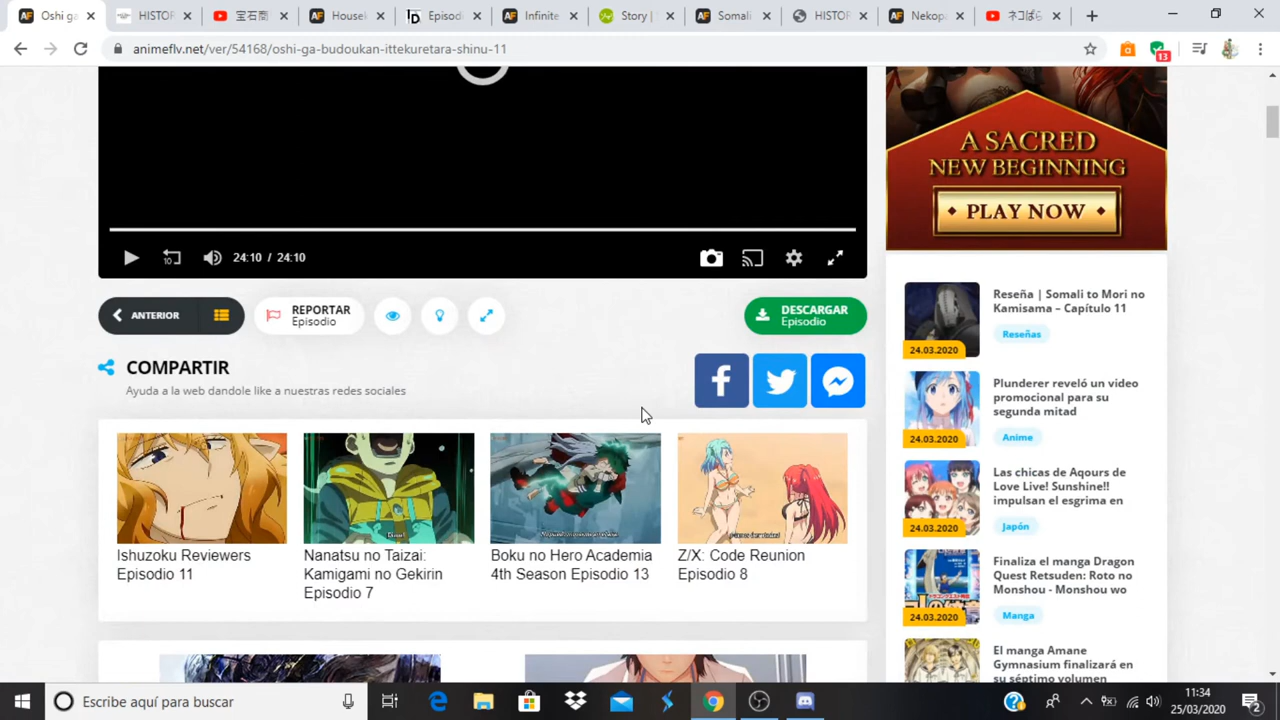 Oshi ga
HISTOR
宝石商
Housek
Episodi
Infinite
Story |
Somali
HISTOR
Nekopa
ネコぱら
animeflv.net/ver/54168/oshi-ga-budoukan-ittekuretara-shinu-11
13
A SACRED
NEW BEGINNING
PLAY NOW
10
24:10 / 24:10
ANTERIOR
REPORTAR
Episodio
DESCARGAR
Episodio
COMPARTIR
Ayuda a la web dandole like a nuestras redes sociales
Ishuzoku Reviewers
Episodio 11
Nanatsu no Taizai:
Kamigami no Gekirin
Episodio 7
Boku no Hero Academia
4th Season Episodio 13
Z/X: Code Reunion
Episodio 8
Reseña | Somali to Mori no
Kamisama – Capítulo 11
Reseñas
24.03.2020
Plunderer reveló un video
promocional para su
segunda mitad
Anime
24.03.2020
Las chicas de Aqours de
Love Live! Sunshine!!
impulsan el esgrima en
Japón
24.03.2020
Finaliza el manga Dragon
Quest Retsuden: Roto no
Monshou - Monshou wo
Manga
24.03.2020
El manga Amane
Gymnasium finalizará en
su séptimo volumen
Escribe aquí para buscar
11:34
25/03/2020
2